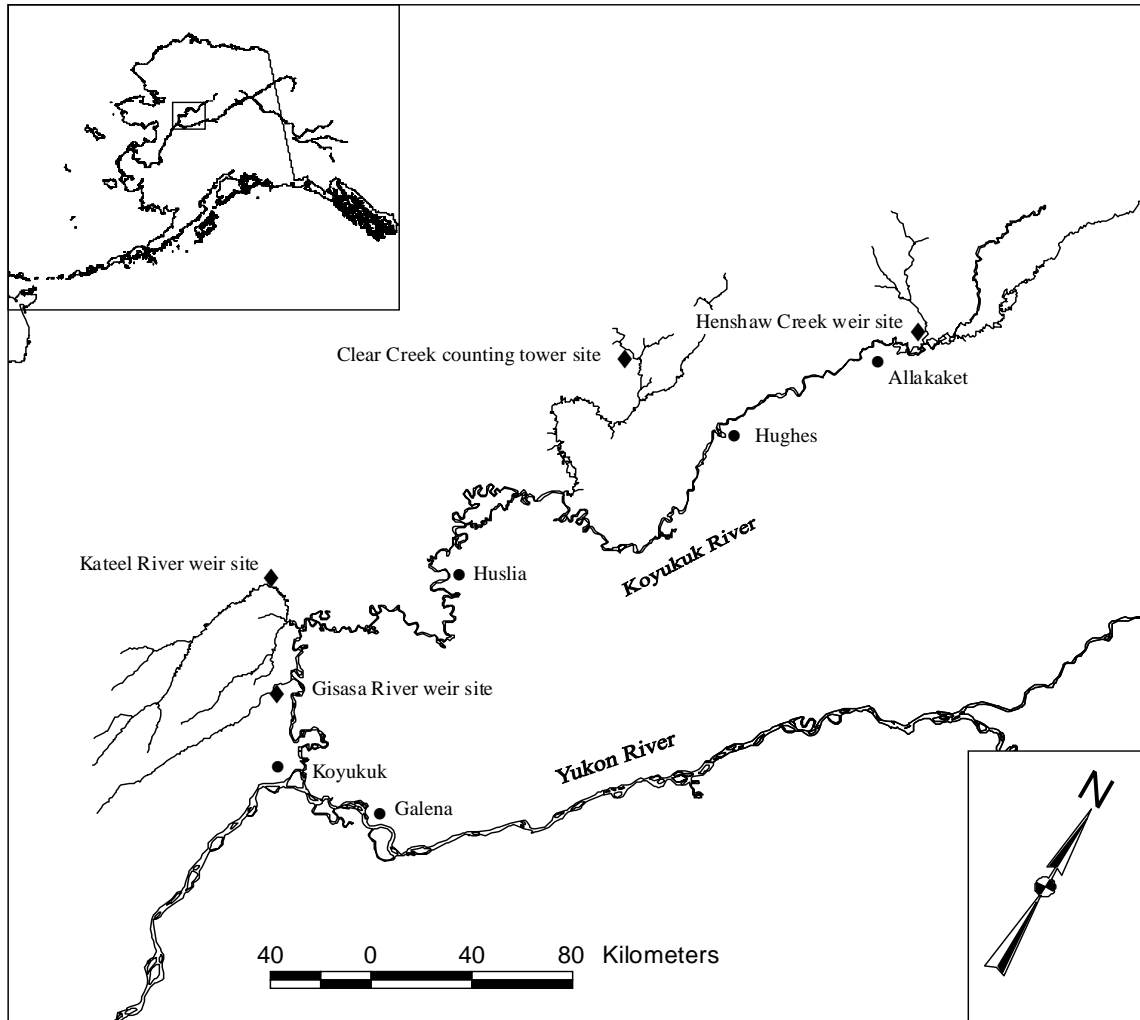 Henshaw Creek weir site
Clear Creek counting tower site
Allakaket
Hughes
Koyukuk River
Kateel River weir site
Huslia
Gisasa River weir site
Yukon River
Koyukuk
Galena
N
40 0 40 80 Kilometers